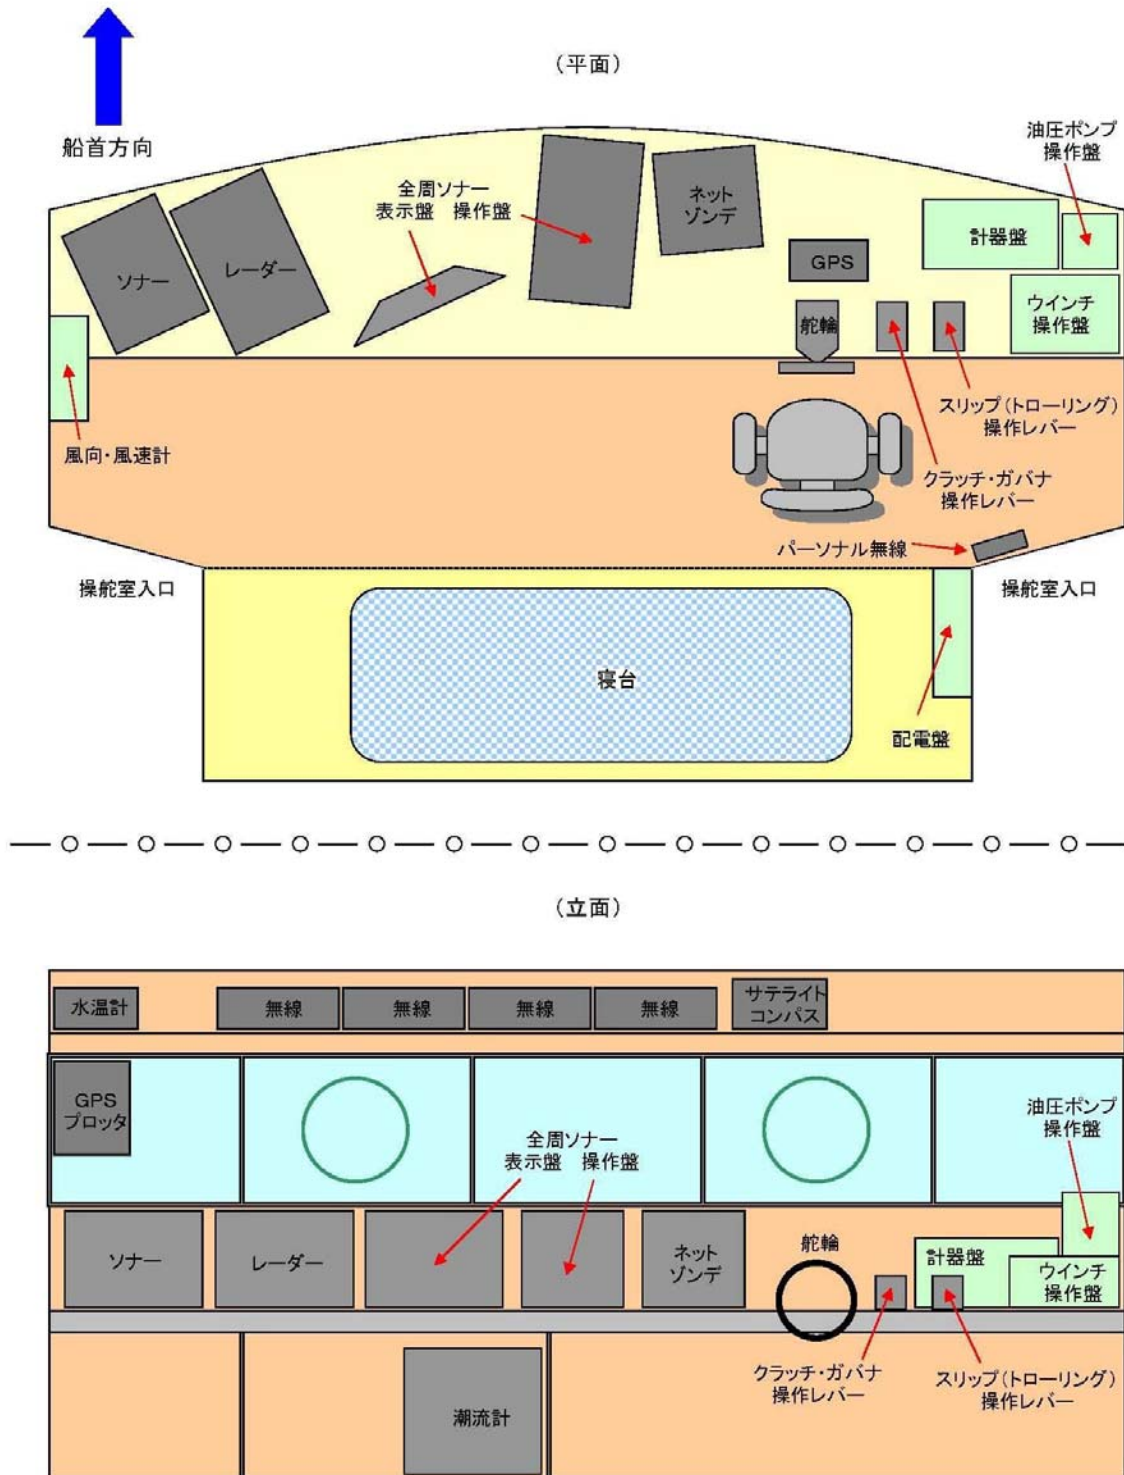 (平面)
船首方向
油圧ポンプ
操作盤
全周ソナー
表示盤 操作盤
ネット
ゾンデ
計器盤
ソナー
レーダー
GPS
ウインチ
操作盤
舵輪
スリップ(トローリング)
操作レバー
風向・風速計
クラッチ・ガバナ
操作レバー
パーソナル無線
操舵室入口
操舵室入口
寝台
配電盤
(立面)
水温計
無線
無線
無線
無線
サテライト
コンパス
GPS
プロッタ
油圧ポンプ
操作盤
全周ソナー
表示盤 操作盤
ソナー
レーダー
ネット
ゾンデ
舵輪
計器盤
ウインチ
操作盤
クラッチ・ガバナ
操作レバー
スリップ(トローリング)
操作レバー
潮流計